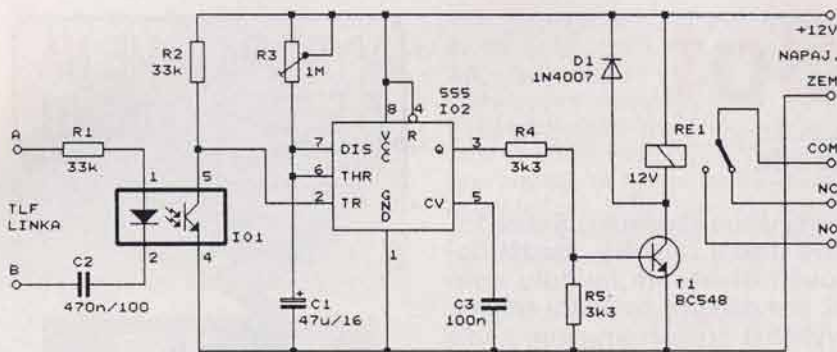 R2
33k
R3
1M
D1
1N4007
+12V
NAPAJ.
ZEM
555
IO2
8
4
VCC
R
A
R1
33k
7
DIS
Q
3
R4
3k3
RE1
12V
COM
6
THR
1
5
2
TR
GND
CV
5
NC
TLF
LINKA
IO1
NO
2
4
1
B
C2
470n/100
+
C1
47u/16
C3
100n
R5
3k3
T1
BC548